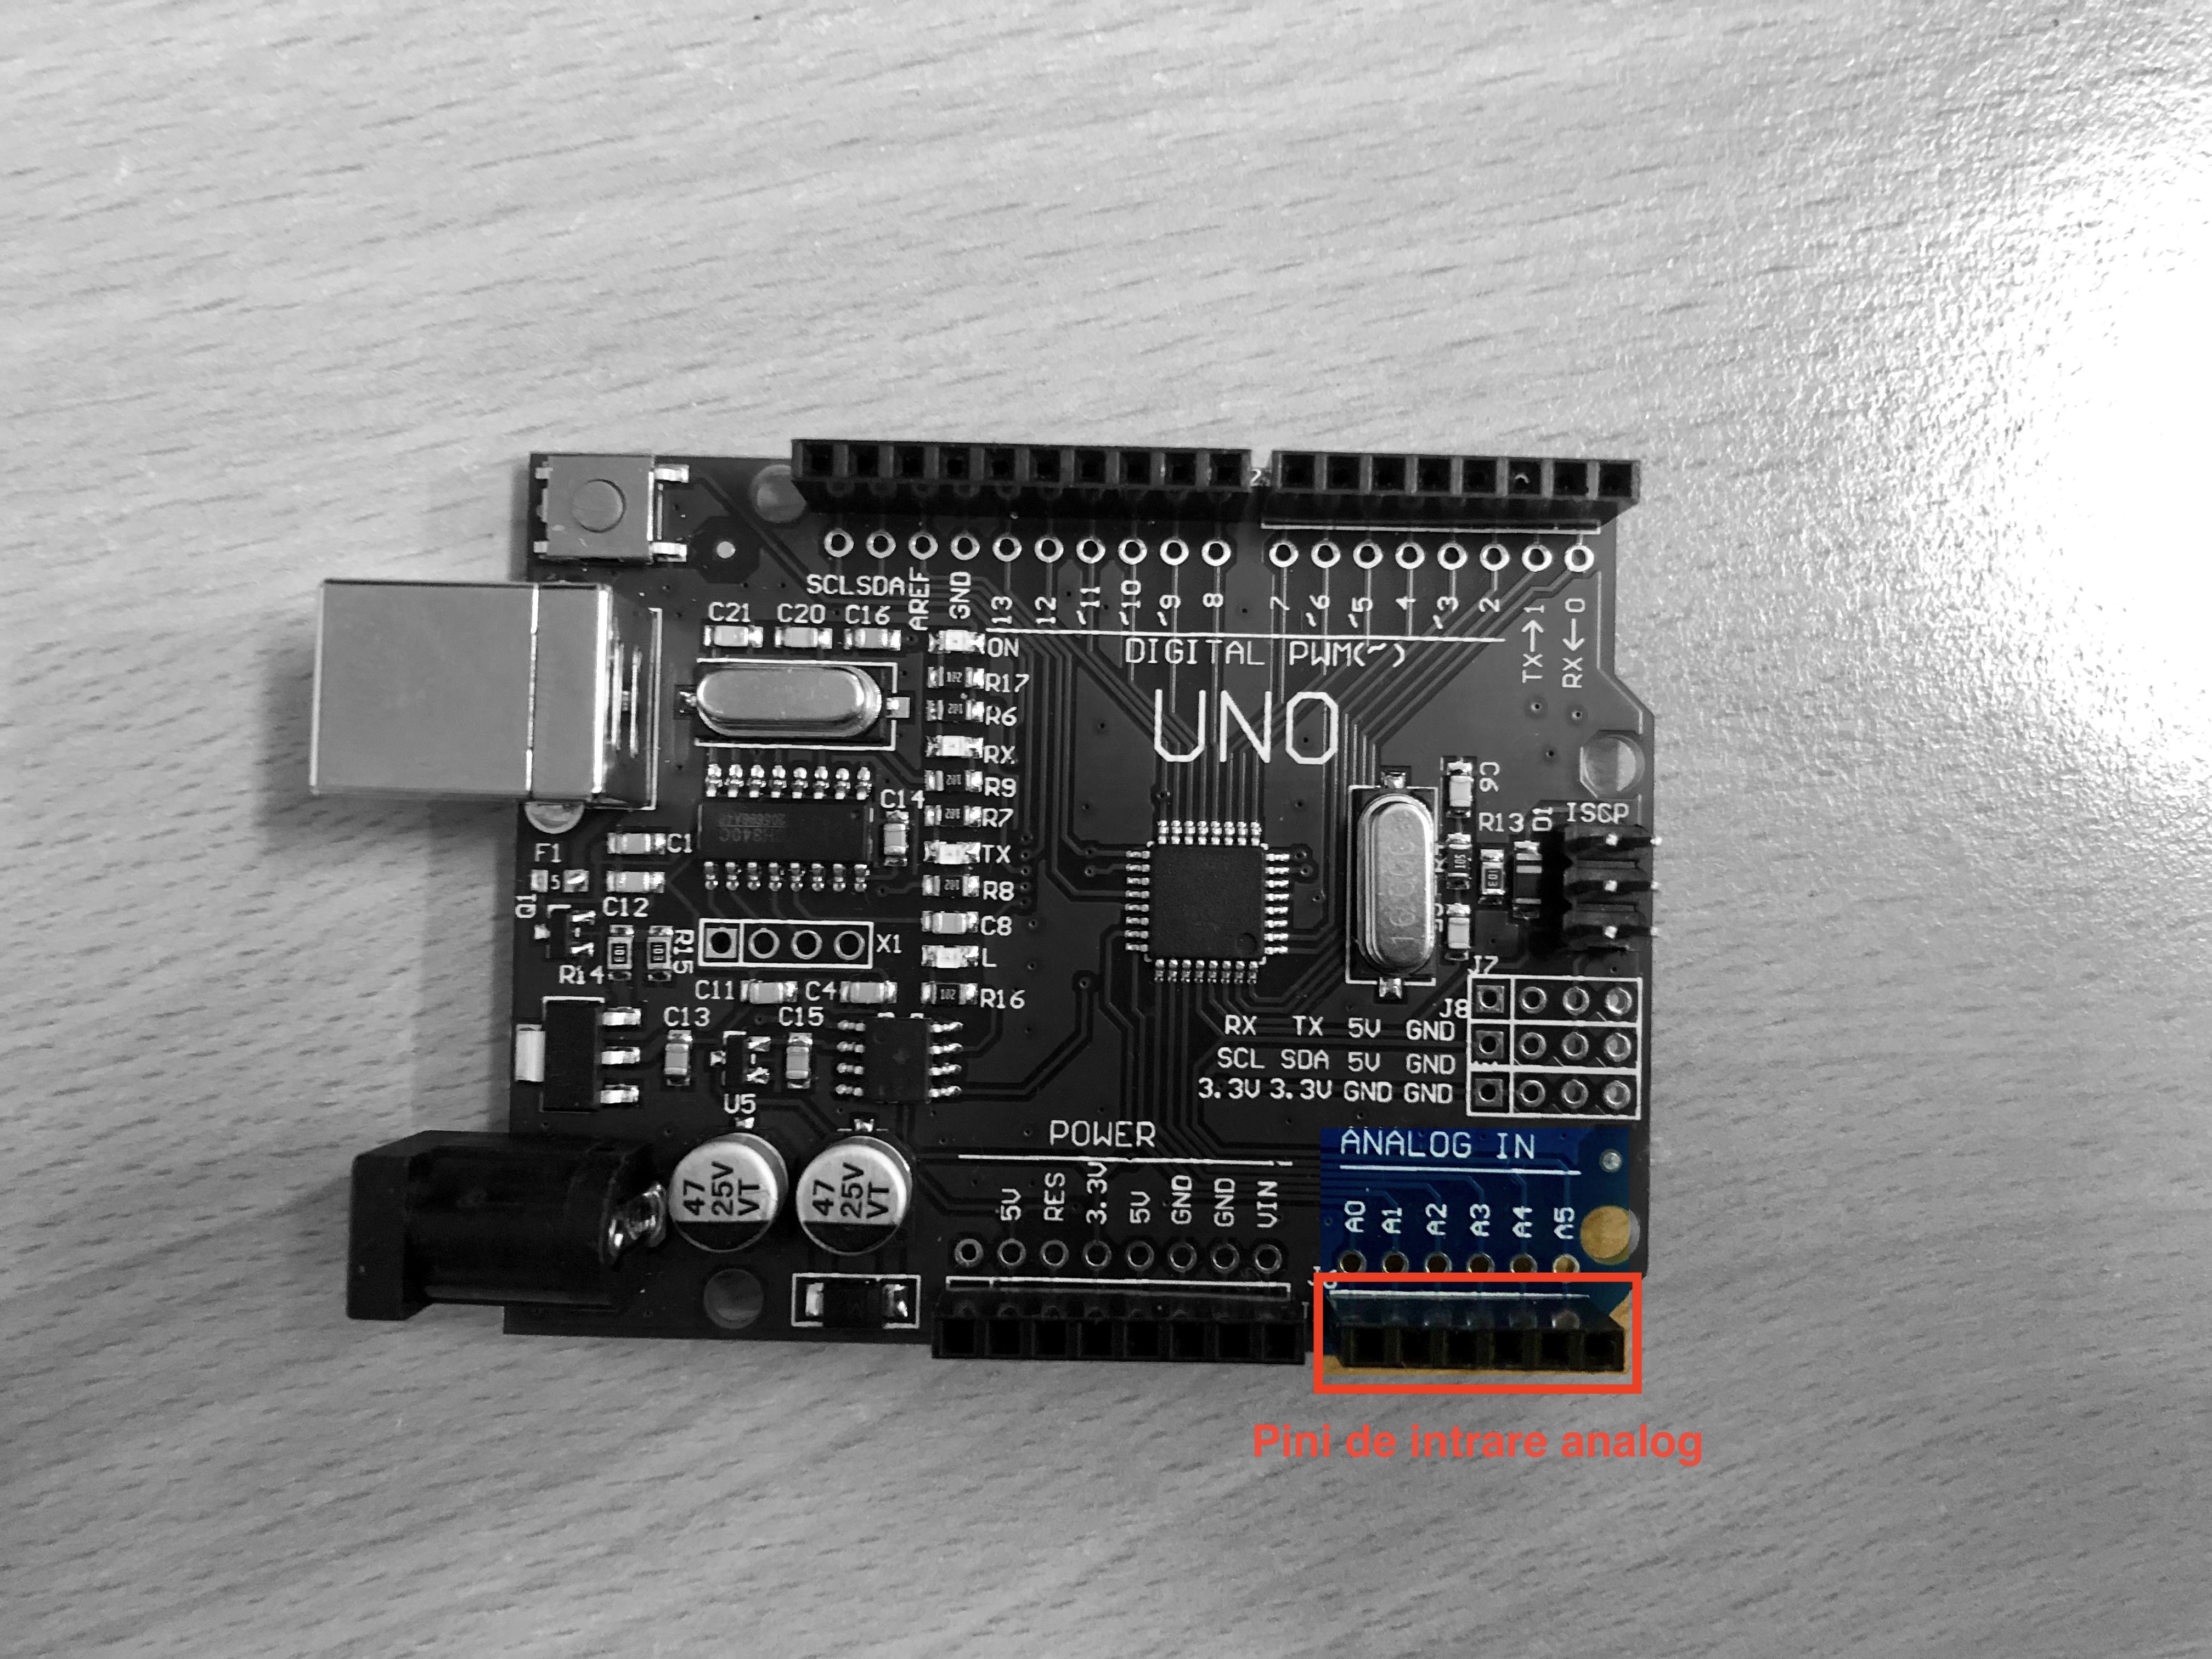 SCL SDA AREF GND 13 12 ~11 ~10 ~9 8 7 ~6 ~5 4 ~3 2 TX→1 RX←0
C21 C20 C16
ON
DIGITAL PWM(~)
R17
UNO
R6
RX
R9
C6
C14
R7
R13 D1 ISCP
C1
TX
F1
5
R8
Q1
C12
C8
X1
R15
L
R14
J7
C11 C4
R16
J8
C13 C15
RX TX 5V GND
SCL SDA 5V GND
3.3V 3.3V GND GND
U5
POWER
ANALOG IN
5V RES 3.3V 5V GND GND VIN
A0 A1 A2 A3 A4 A5
47 25V VT
47 25V VT
Pini de intrare analog